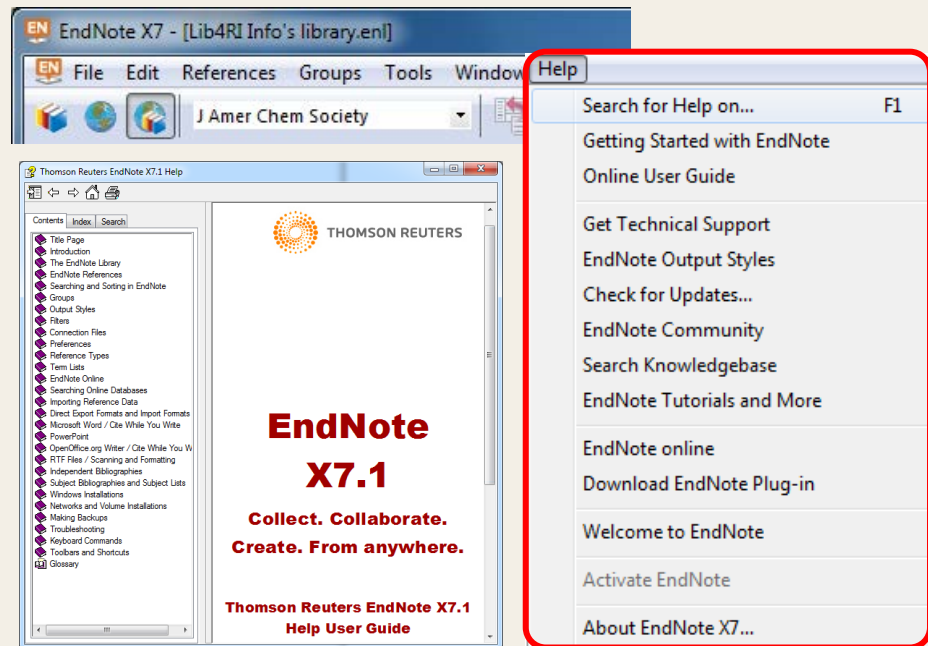 EndNote X7 - [Lib4RI Info's library.enl]
File Edit References Groups Tools Window Help
J Amer Chem Society
Search for Help on... F1
Getting Started with EndNote
Online User Guide
Get Technical Support
EndNote Output Styles
Check for Updates...
EndNote Community
Search Knowledgebase
EndNote Tutorials and More
EndNote online
Download EndNote Plug-in
Welcome to EndNote
Activate EndNote
About EndNote X7...
Thomson Reuters EndNote X7.1 Help
Contents Index Search
Title Page
Introduction
The EndNote Library
EndNote References
Searching and Sorting in EndNote
Groups
Output Styles
Filters
Connection Files
Preferences
Reference Types
Term Lists
EndNote Online
Searching Online Databases
Importing Reference Data
Direct Export Formats and Import Formats
Microsoft Word / Cite While You Write
PowerPoint
OpenOffice.org Writer / Cite While You W
RTF Files / Scanning and Formatting
Independent Bibliographies
Subject Bibliographies and Subject Lists
Windows Installations
Networks and Volume Installations
Making Backups
Troubleshooting
Keyboard Commands
Toolbars and Shortcuts
Glossary
THOMSON REUTERS
EndNote
X7.1
Collect. Collaborate.
Create. From anywhere.
Thomson Reuters EndNote X7.1
Help User Guide